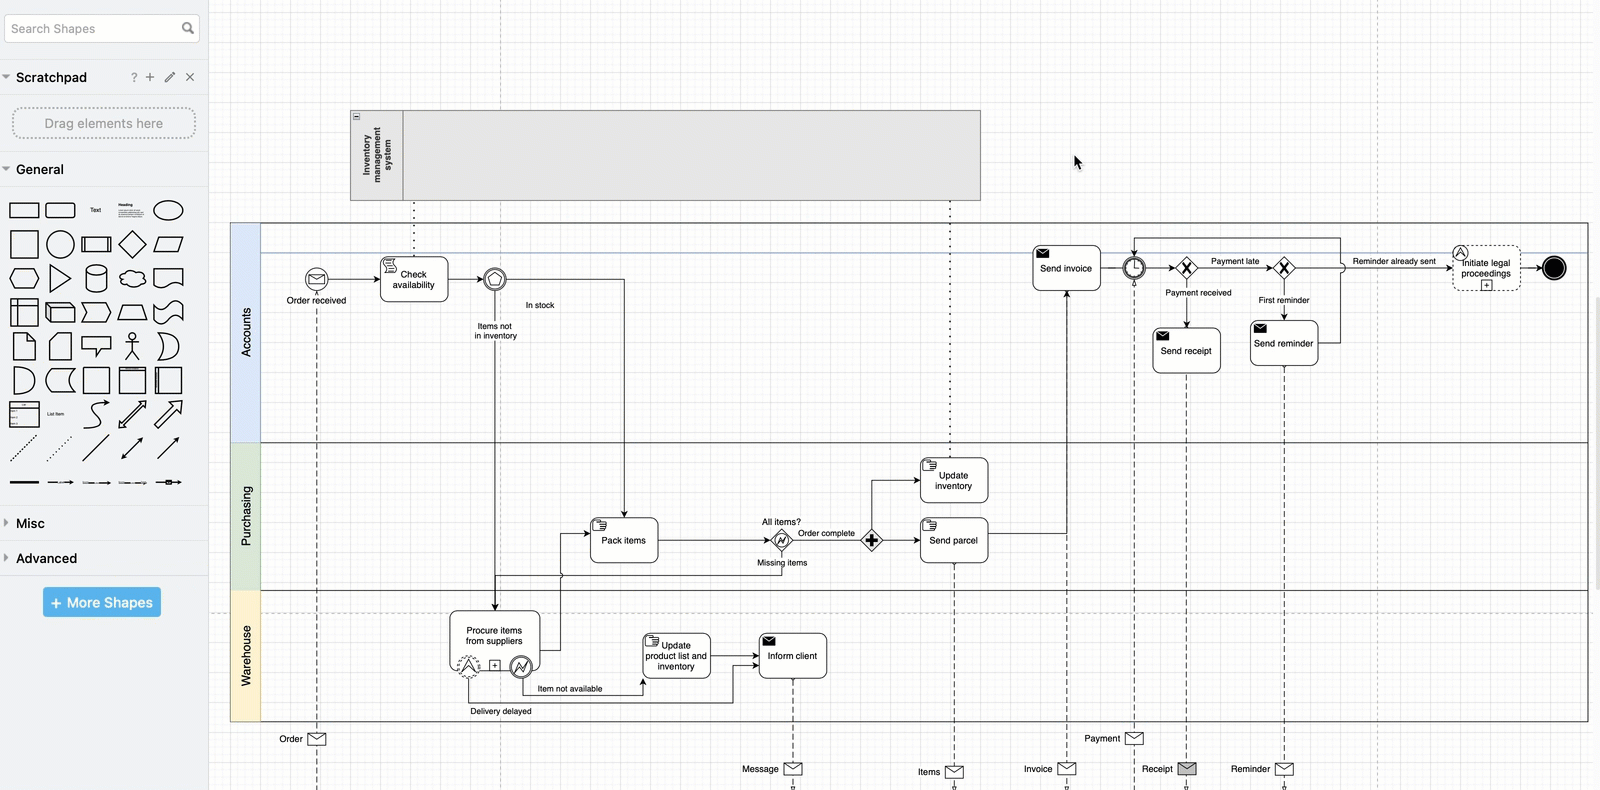 Search Shapes
Scratchpad
?
Drag elements here
General
Text
Heading
List Item
Misc
Advanced
+ More Shapes
Inventory
management
system
Accounts
Purchasing
Warehouse
Order received
Check
availability
In stock
Items not
in inventory
Send invoice
Payment late
Payment received
Send receipt
First reminder
Send reminder
Reminder already sent
Initiate legal
proceedings
Update
inventory
Pack items
All items?
Order complete
Missing items
Send parcel
Procure items
from suppliers
Update
product list and
inventory
Inform client
Item not available
Delivery delayed
Order
Message
Items
Invoice
Payment
Receipt
Reminder